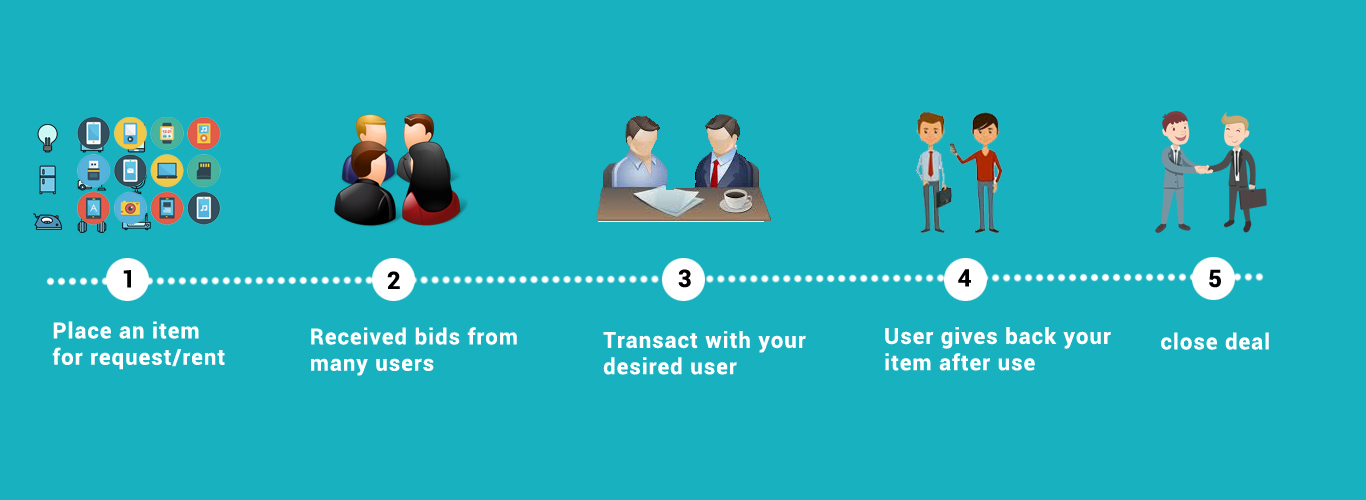 1
Place an item
for request/rent
2
Received bids from
many users
3
Transact with your
desired user
4
User gives back your
item after use
5
close deal